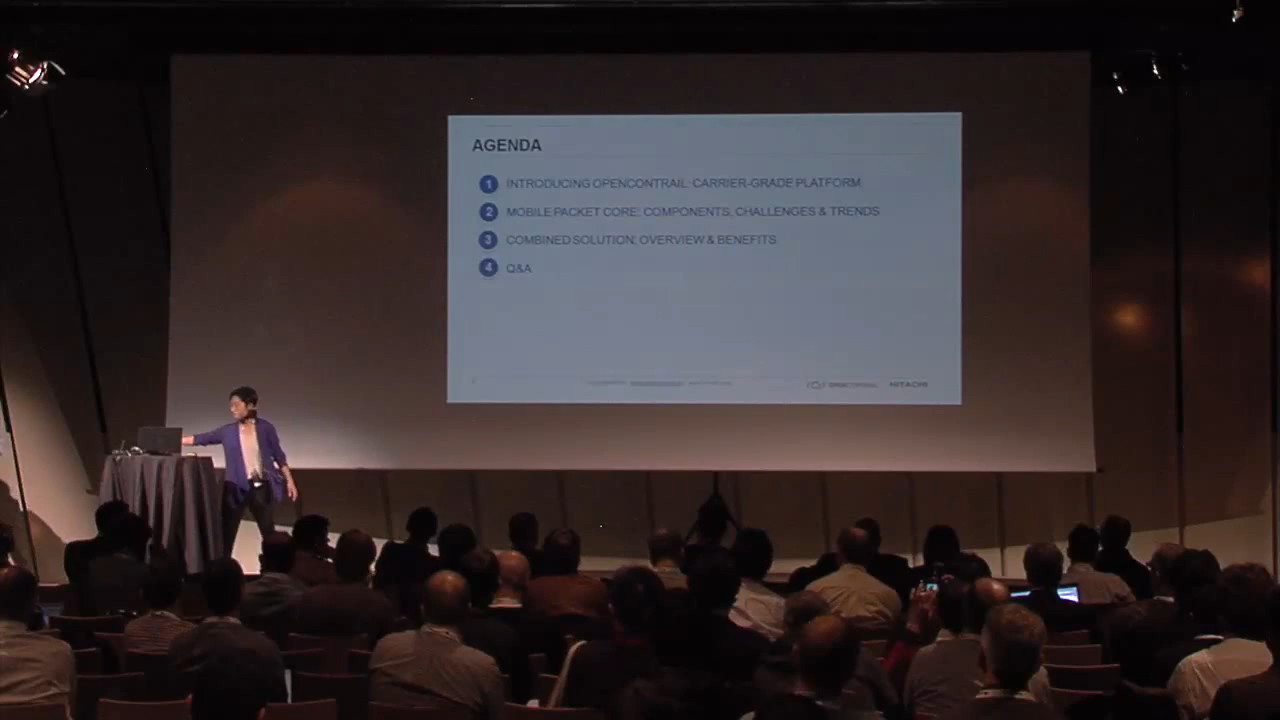 AGENDA
1 INTRODUCING OPENCONTRAIL: CARRIER-GRADE PLATFORM
2 MOBILE PACKET CORE: COMPONENTS, CHALLENGES & TRENDS
3 COMBINED SOLUTION: OVERVIEW & BENEFITS
4 Q&A
OPENCONTRAIL HITACHI